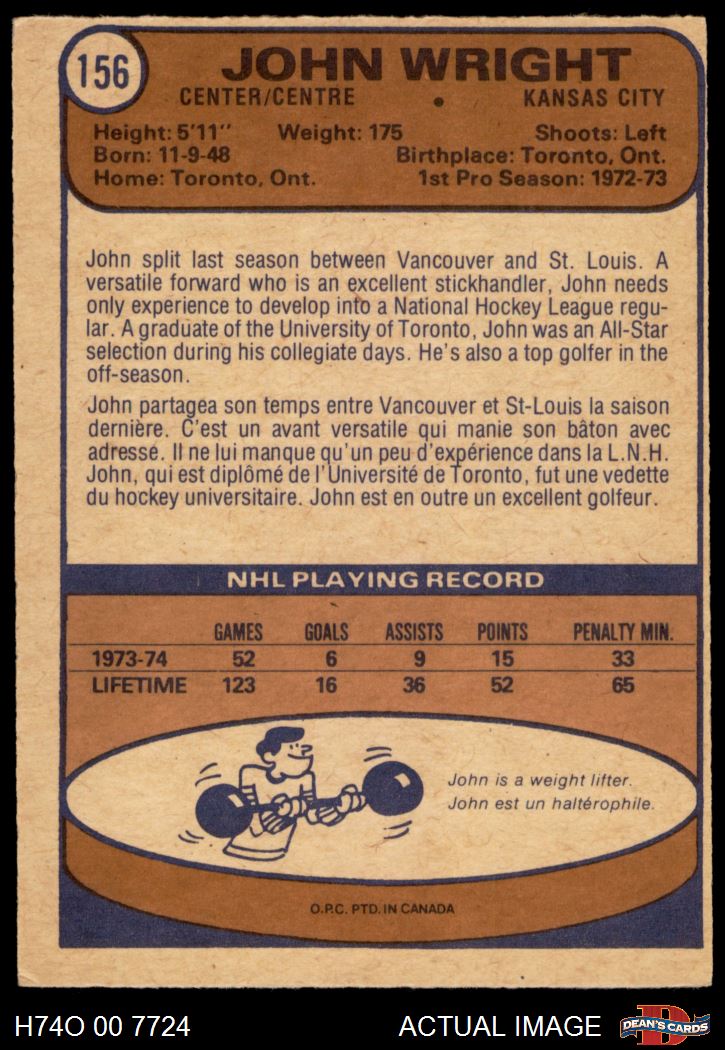 156
JOHN WRIGHT
CENTER/CENTRE • KANSAS CITY
Height: 5'11" Weight: 175 Shoots: Left
Born: 11-9-48 Birthplace: Toronto, Ont.
Home: Toronto, Ont. 1st Pro Season: 1972-73
John split last season between Vancouver and St. Louis. A
versatile forward who is an excellent stickhandler, John needs
only experience to develop into a National Hockey League regu-
lar. A graduate of the University of Toronto, John was an All-Star
selection during his collegiate days. He's also a top golfer in the
off-season.
John partagea son temps entre Vancouver et St-Louis la saison
dernière. C'est un avant versatile qui manie son bâton avec
adresse. Il ne lui manque qu'un peu d'expérience dans la L.N.H.
John, qui est diplômé de l'Université de Toronto, fut une vedette
du hockey universitaire. John est en outre un excellent golfeur.
NHL PLAYING RECORD
GAMES GOALS ASSISTS POINTS PENALTY MIN.
1973-74 52 6 9 15 33
LIFETIME 123 16 36 52 65
John is a weight lifter.
John est un haltérophile.
O.P.C. PTD. IN CANADA
H74O 00 7724 ACTUAL IMAGE DEAN'S CARDS